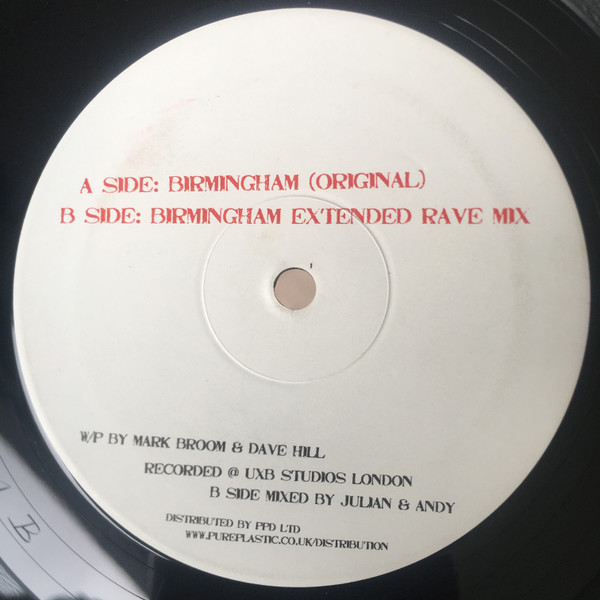 A SIDE: BIRMINGHAM (ORIGINAL)
B SIDE: BIRMINGHAM EXTENDED RAVE MIX
W/P BY MARK BROOM & DAVE HILL
RECORDED @ UXB STUDIOS LONDON
B SIDE MIXED BY JULIAN & ANDY
DISTRIBUTED BY PPD LTD
WWW.PUREPLASTIC.CO.UK/DISTRIBUTION
B